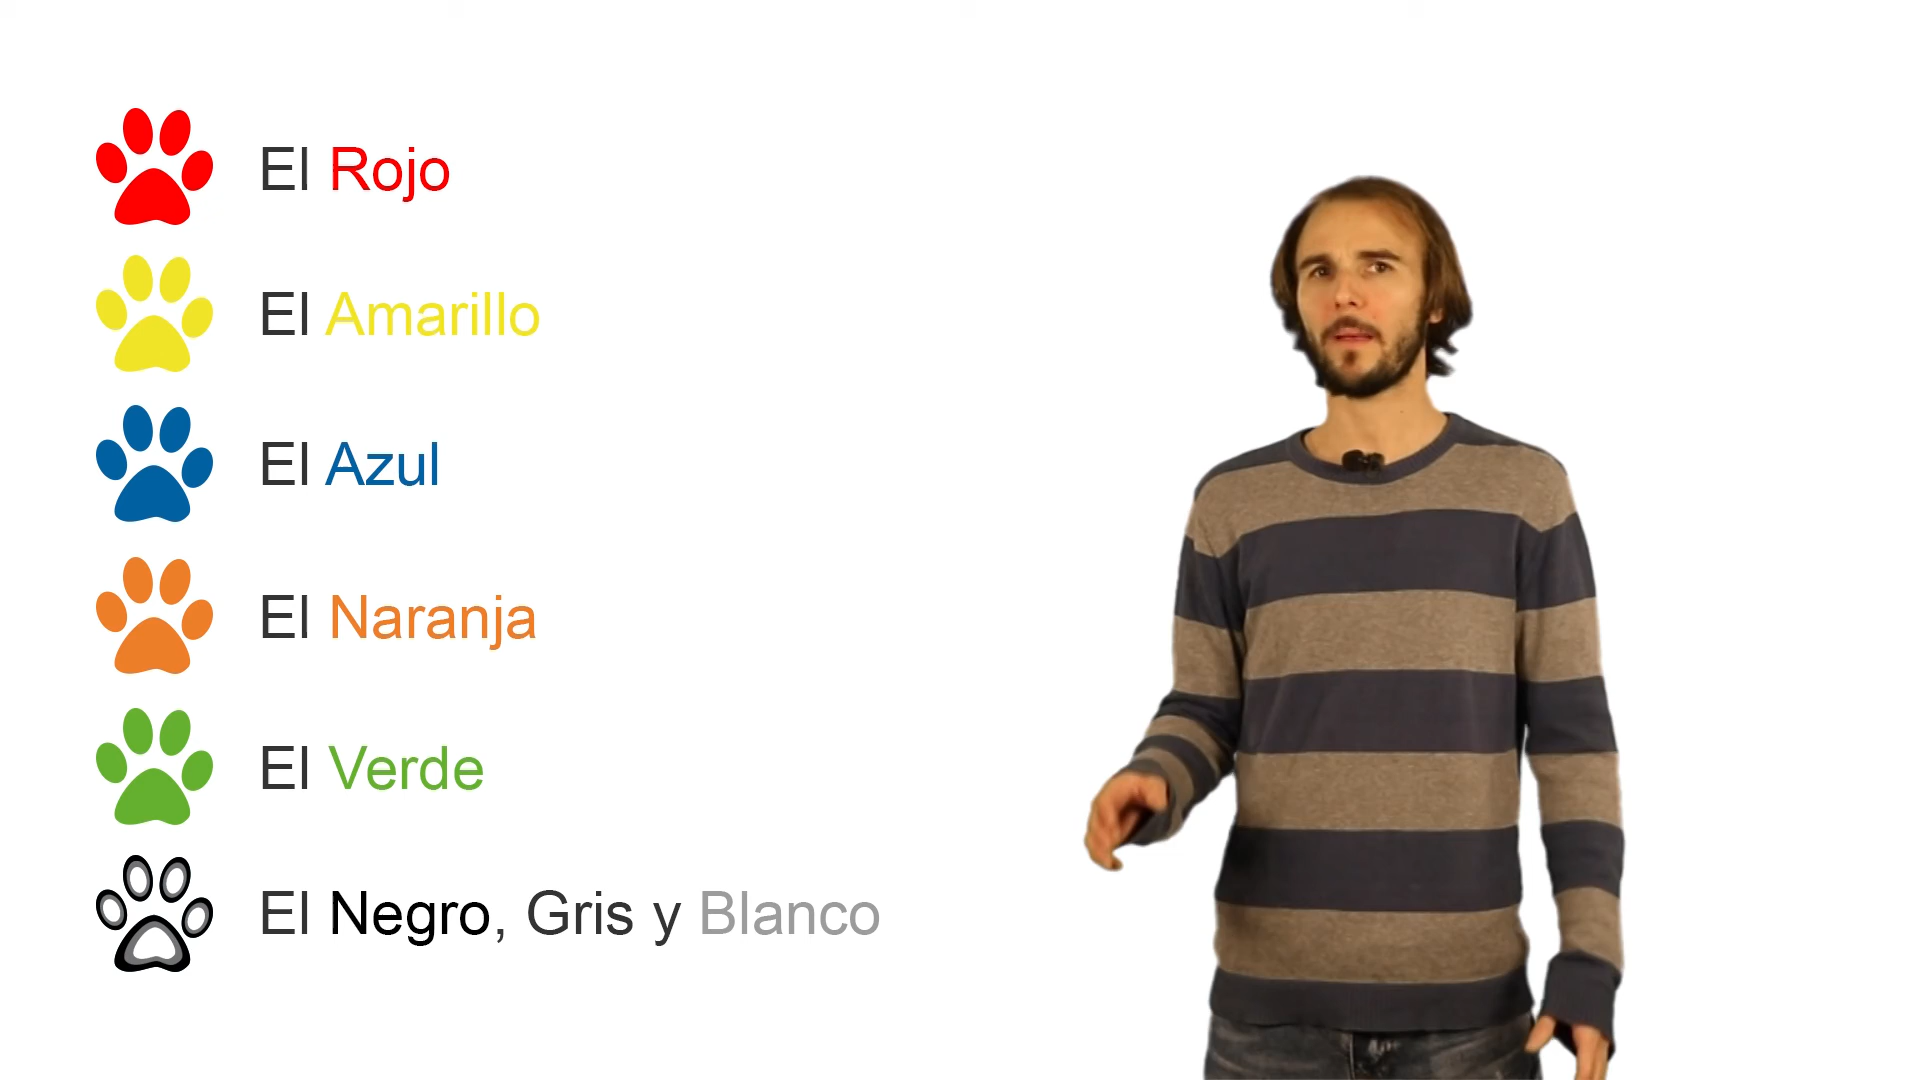 El Rojo
El Amarillo
El Azul
El Naranja
El Verde
El Negro, Gris y Blanco